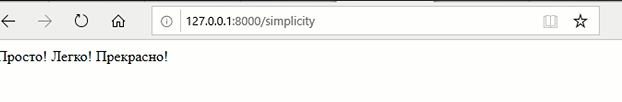 127.0.0.1:8000/simplicity
Просто! Легко! Прекрасно!